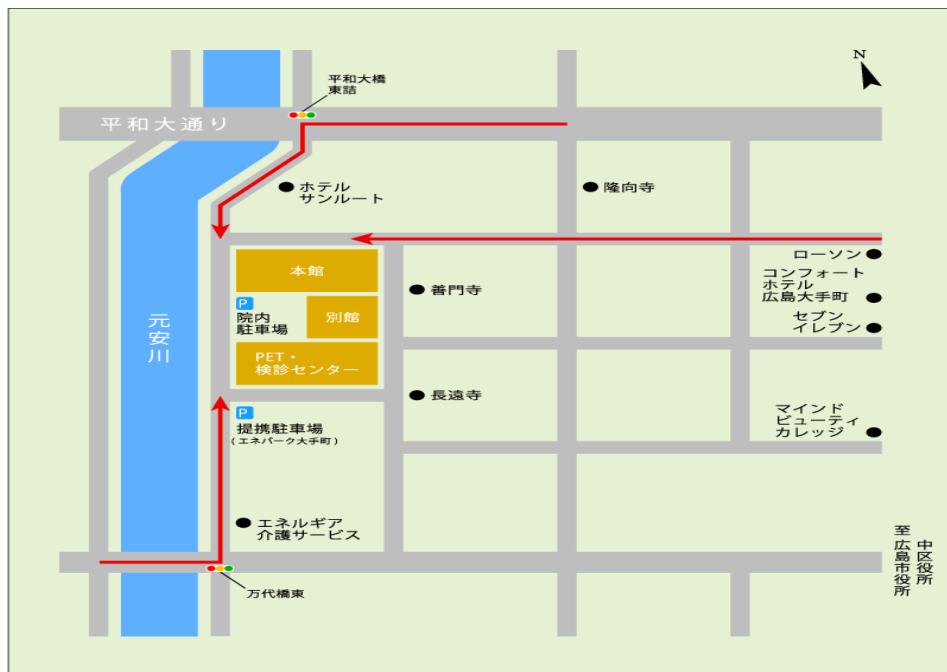 N
平和大橋
東詰
平和大通り
ホテル
サンルート
隆向寺
本館
ローソン
コンフォート
ホテル
広島大手町
善門寺
P
院内
駐車場
別館
セブン
イレブン
元安川
PET・
検診センター
長遠寺
P
提携駐車場
(エネパーク大手町)
マインド
ビューティ
カレッジ
エネルギア
介護サービス
至 広島市役所
中区役所
万代橋東